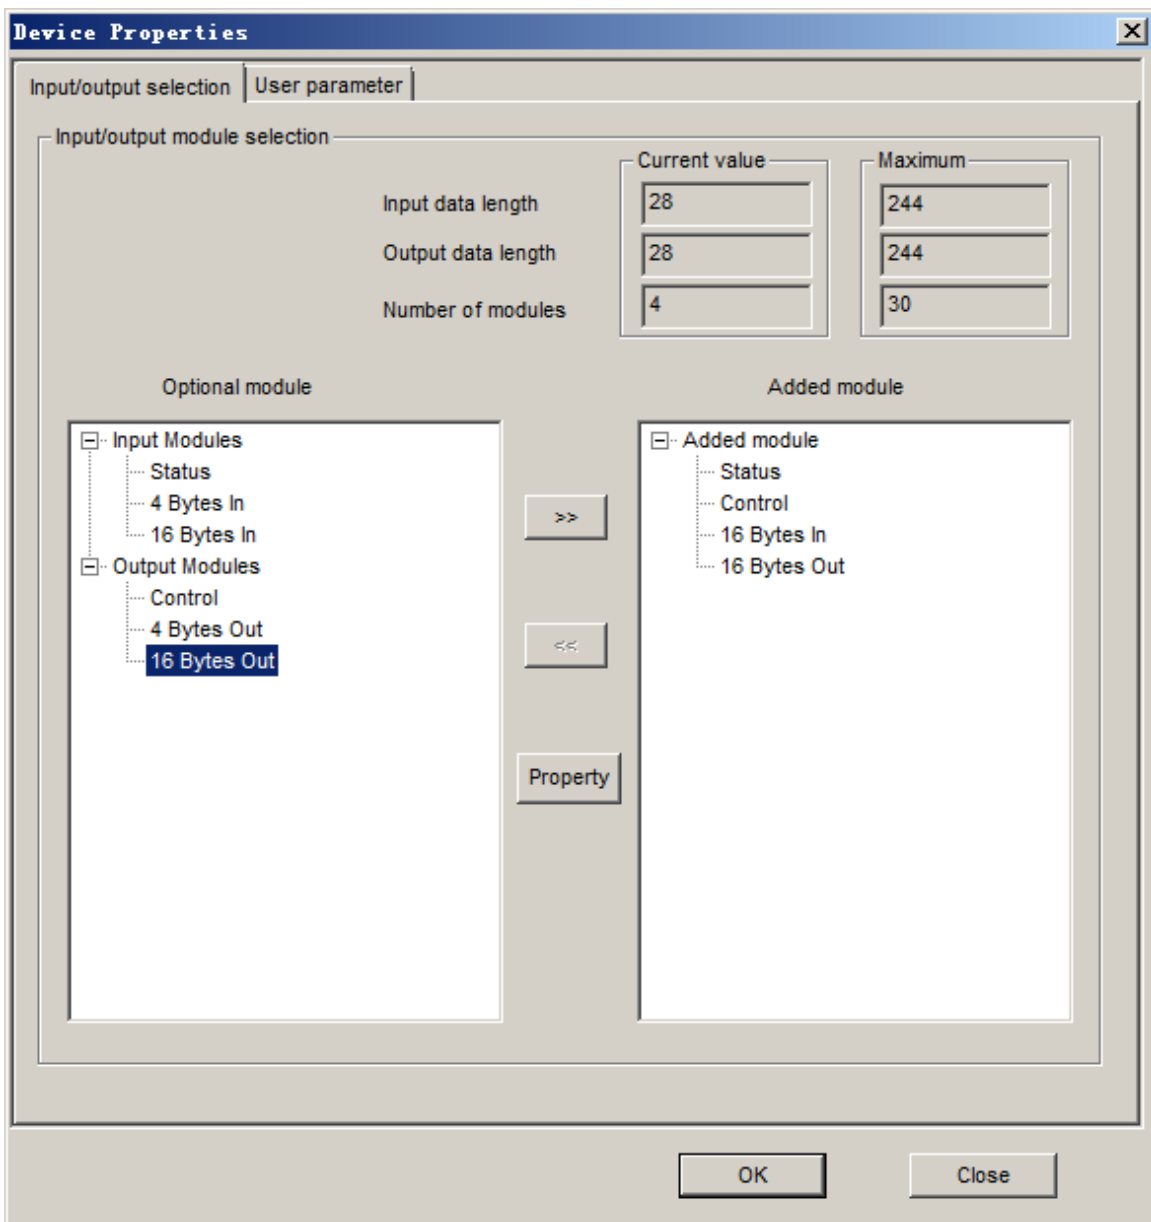 Device Properties
Input/output selection
User parameter
Input/output module selection
Current value
Maximum
Input data length
28
244
Output data length
28
244
Number of modules
4
30
Optional module
Added module
Input Modules
Status
4 Bytes In
16 Bytes In
Output Modules
Control
4 Bytes Out
16 Bytes Out
>>
<<
Property
Added module
Status
Control
16 Bytes In
16 Bytes Out
OK
Close